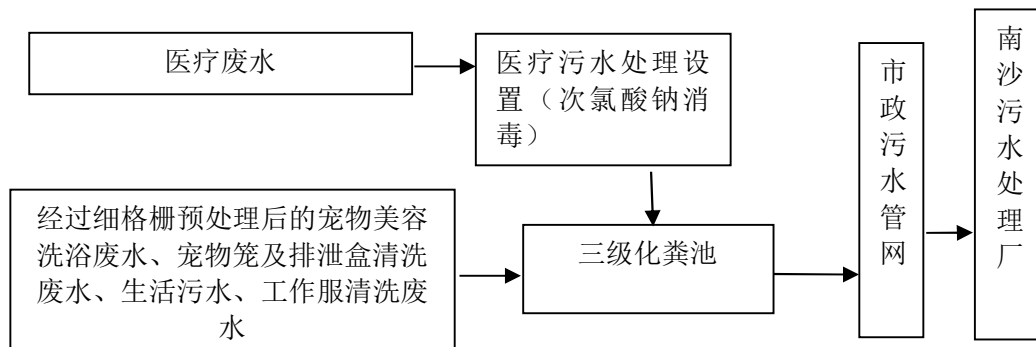 医疗废水
医疗污水处理设
置（次氯酸钠消
毒）
经过细格栅预处理后的宠物美容
洗浴废水、宠物笼及排泄盒清洗
废水、生活污水、工作服清洗废
水
三级化粪池
市政污水管网
南沙污水处理厂